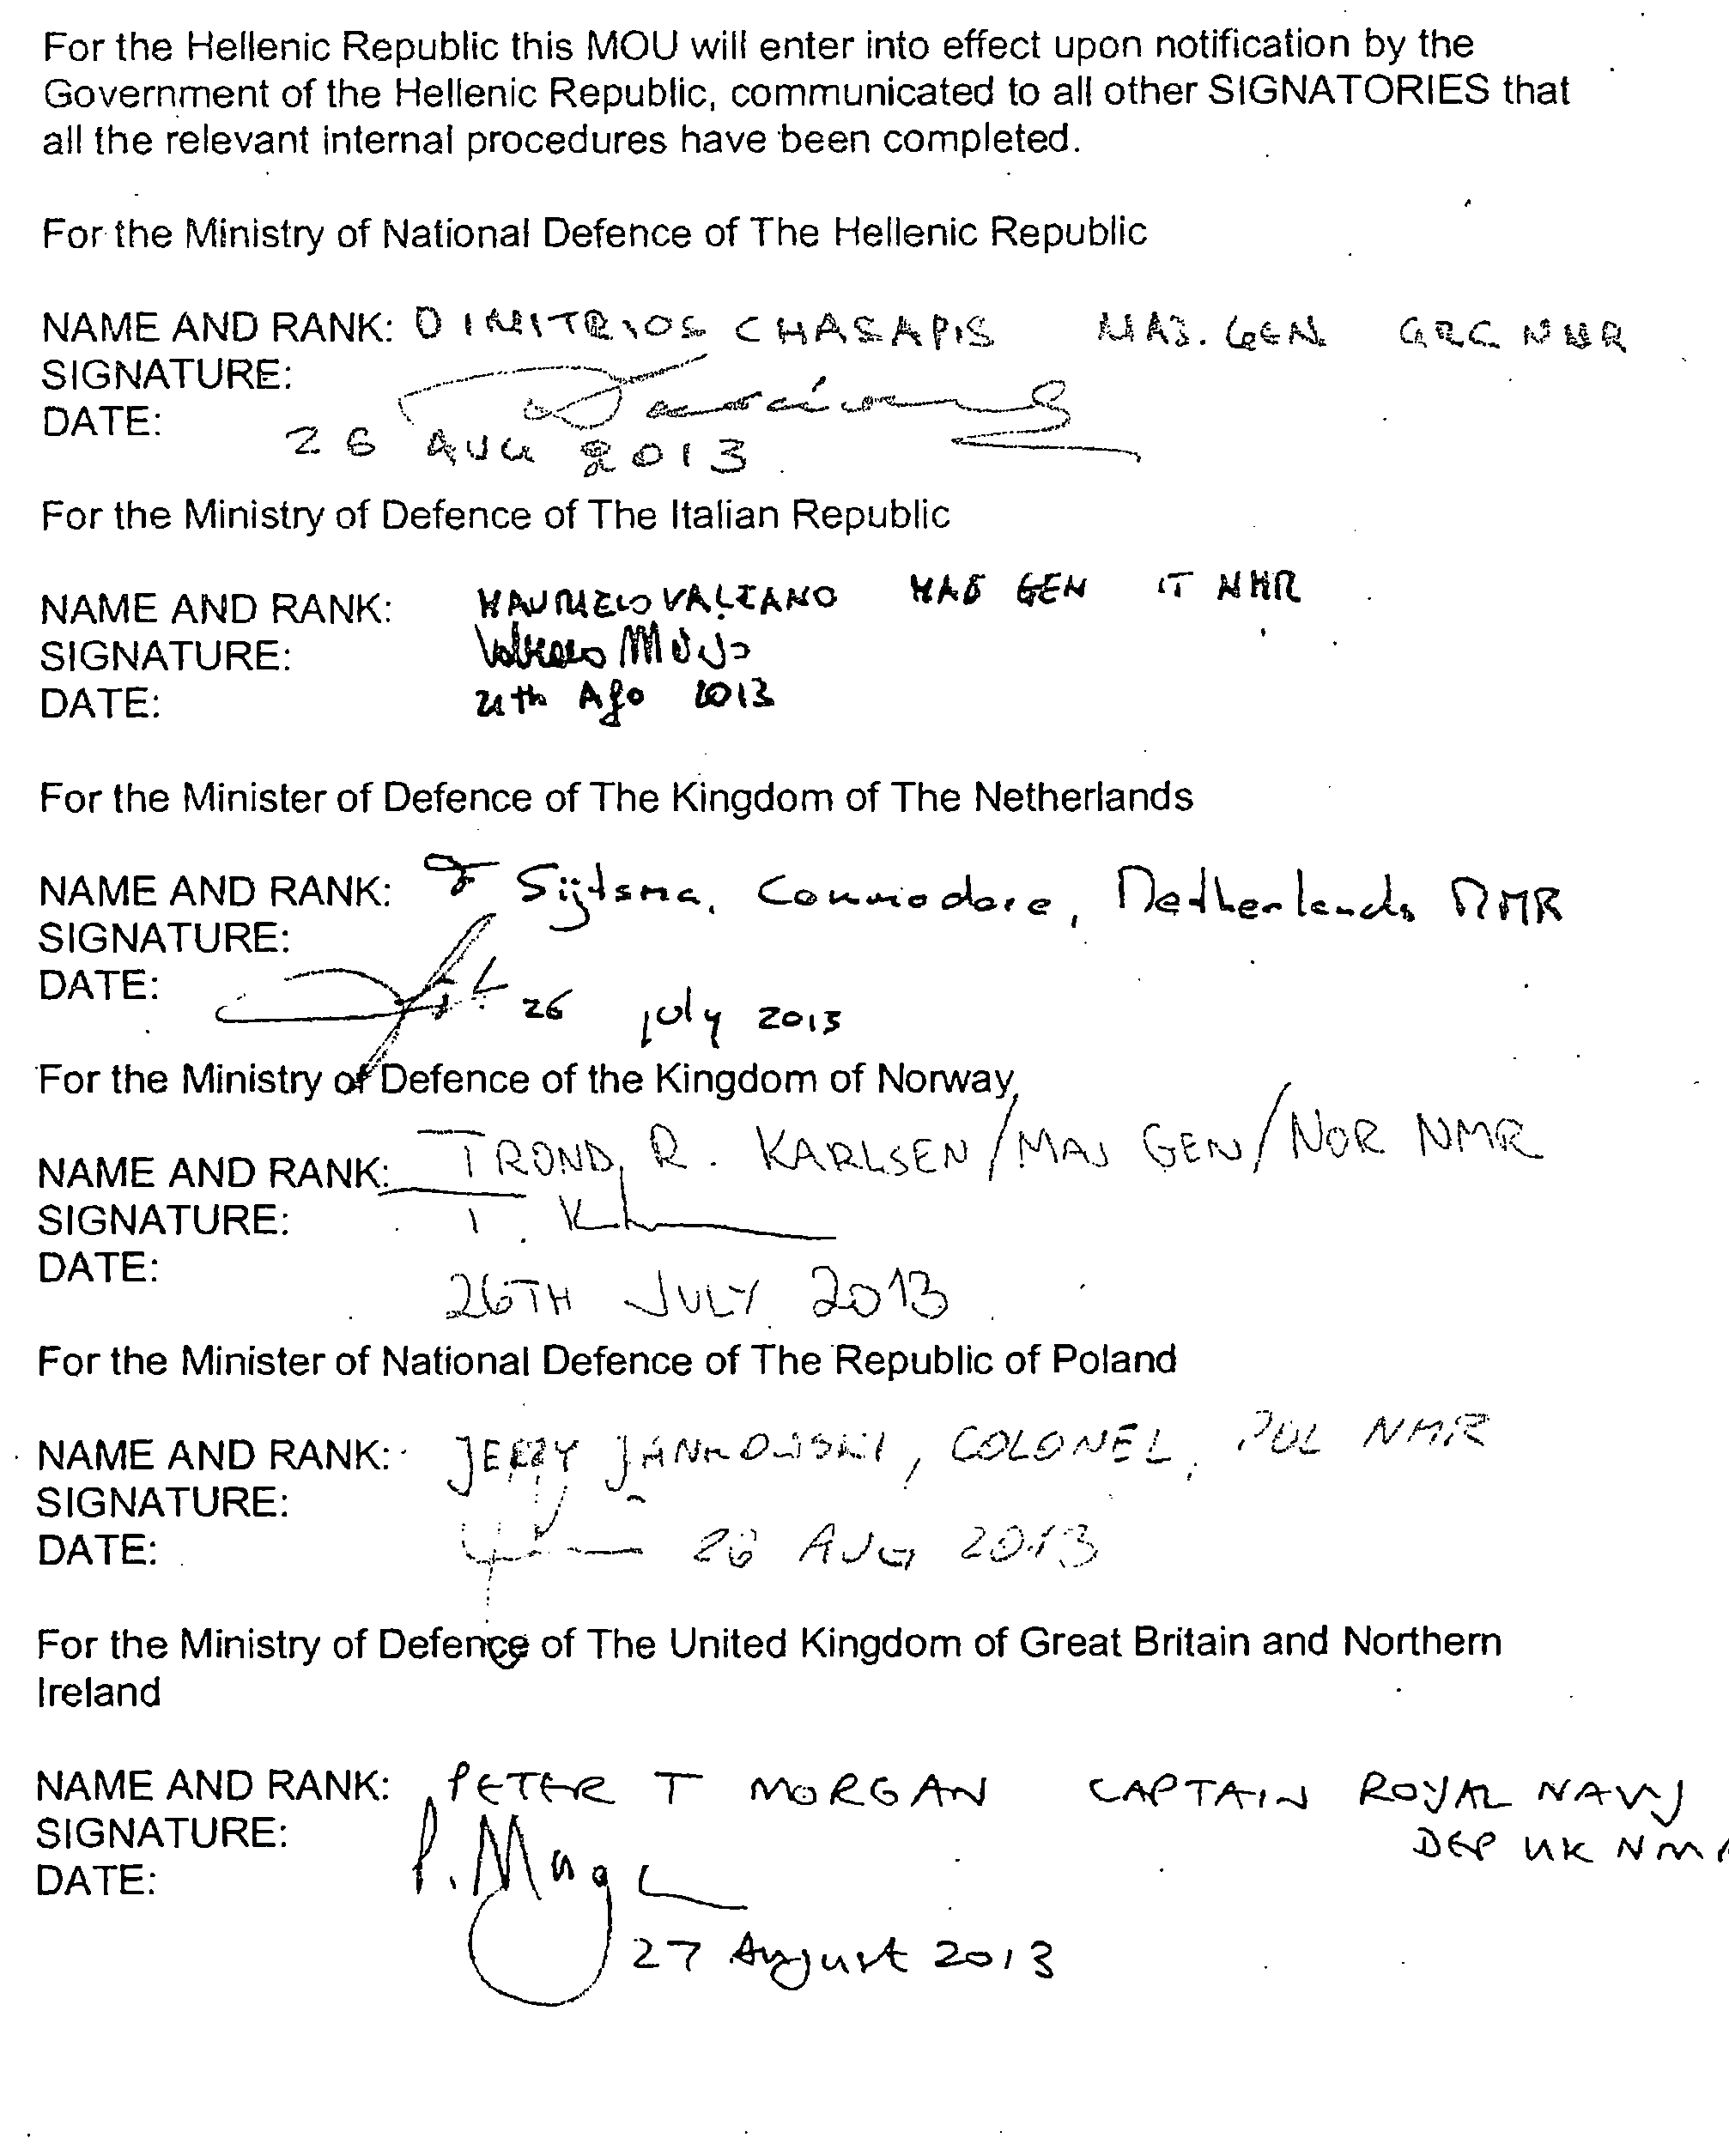 For the Hellenic Republic this MOU will enter into effect upon notification by the
Government of the Hellenic Republic, communicated to all other SIGNATORIES that
all the relevant internal procedures have been completed.
For the Ministry of National Defence of The Hellenic Republic
NAME AND RANK: DIMITRIOS CHASAPIS MAJ. GEN. GRC NMR
SIGNATURE:
DATE:
26 AUG 2013
For the Ministry of Defence of The Italian Republic
NAME AND RANK: MAJ GEN IT NMR
SIGNATURE:
DATE: Ago 2013
For the Minister of Defence of The Kingdom of The Netherlands
NAME AND RANK: Sijtsma, Commodore, Netherlands NMR
SIGNATURE:
DATE:
26 july 2013
For the Ministry of Defence of the Kingdom of Norway
NAME AND RANK: TROND R. KARLSEN/MAJ GEN/NOR NMR
SIGNATURE:
DATE:
26TH JULY 2013
For the Minister of National Defence of The Republic of Poland
NAME AND RANK: JERZY JANKOWSKI, COLONEL, POL NMR
SIGNATURE:
DATE: AUG 2013
For the Ministry of Defence of The United Kingdom of Great Britain and Northern
Ireland
NAME AND RANK: PETER T MORGAN CAPTAIN ROYAL NAVY
SIGNATURE: DEP UK
DATE:
27 August 2013